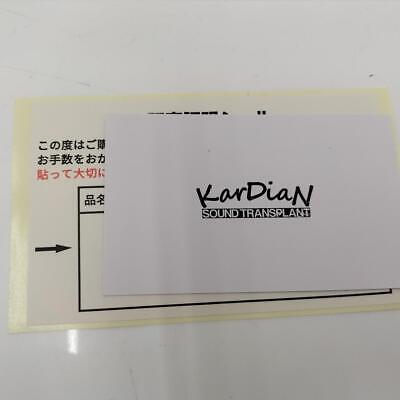 この度はご購
お手数をおか
貼って大切に
品名
KarDiaN
SOUND TRANSPLANT